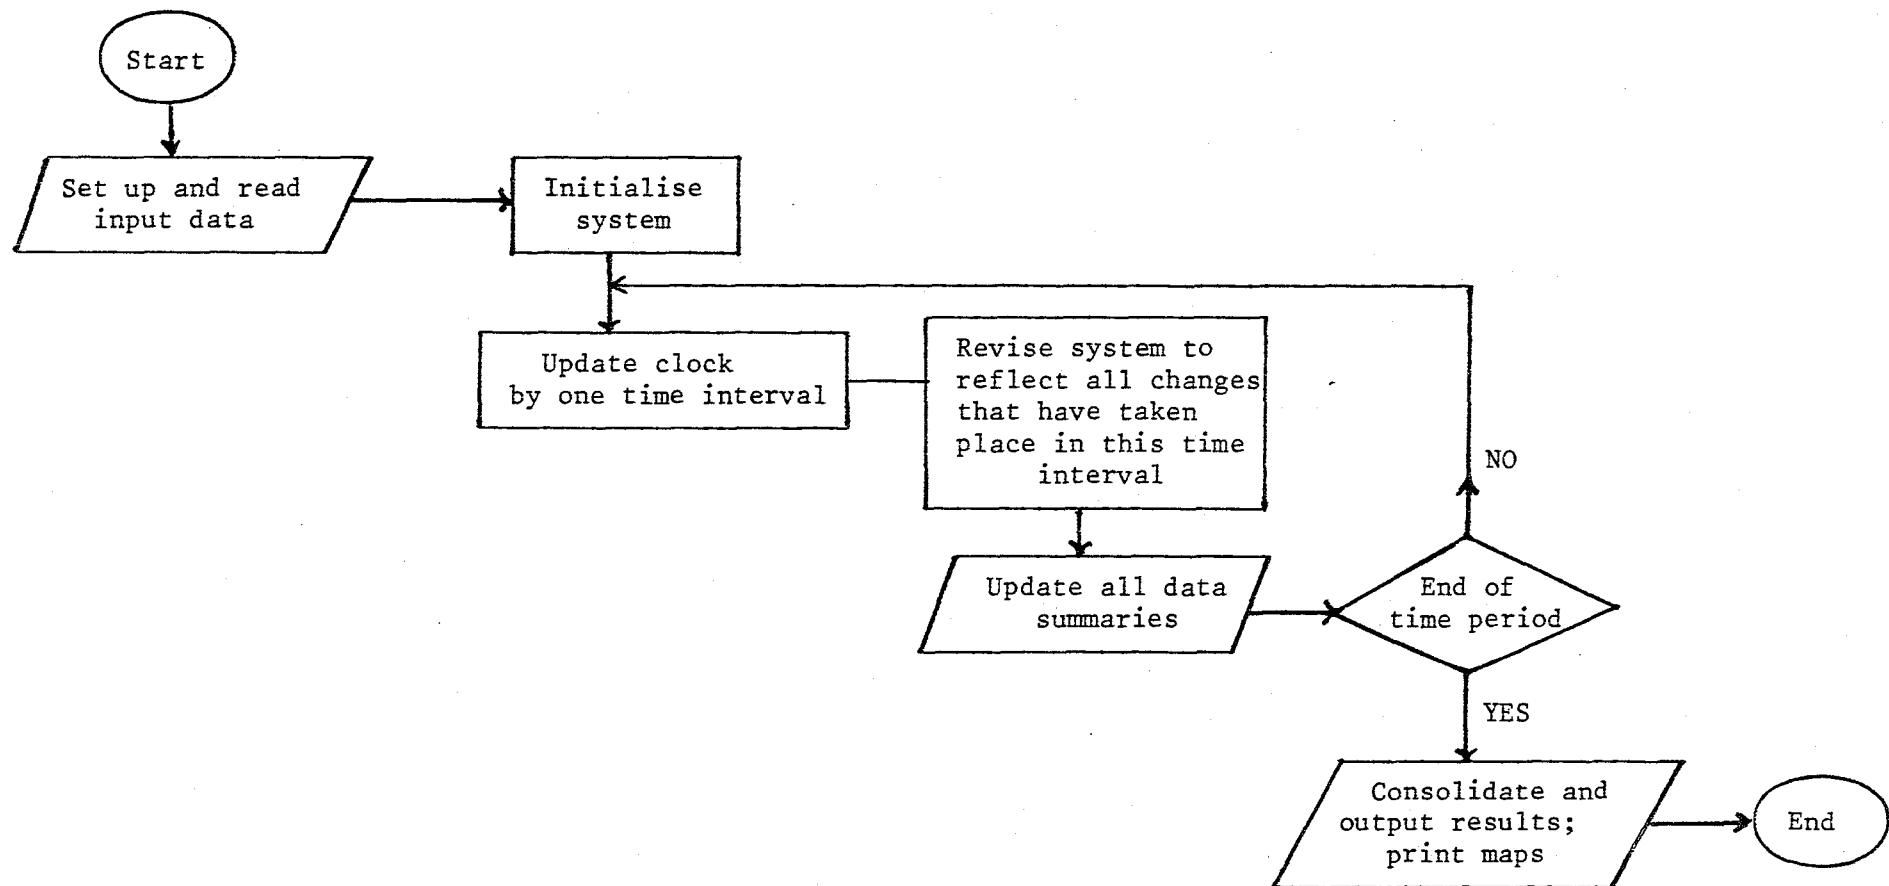 Start
Set up and read
input data
Initialise
system
Update clock
by one time interval
Revise system to
reflect all changes
that have taken
place in this time
interval
Update all data
summaries
End of
time period
NO
YES
Consolidate and
output results;
print maps
End